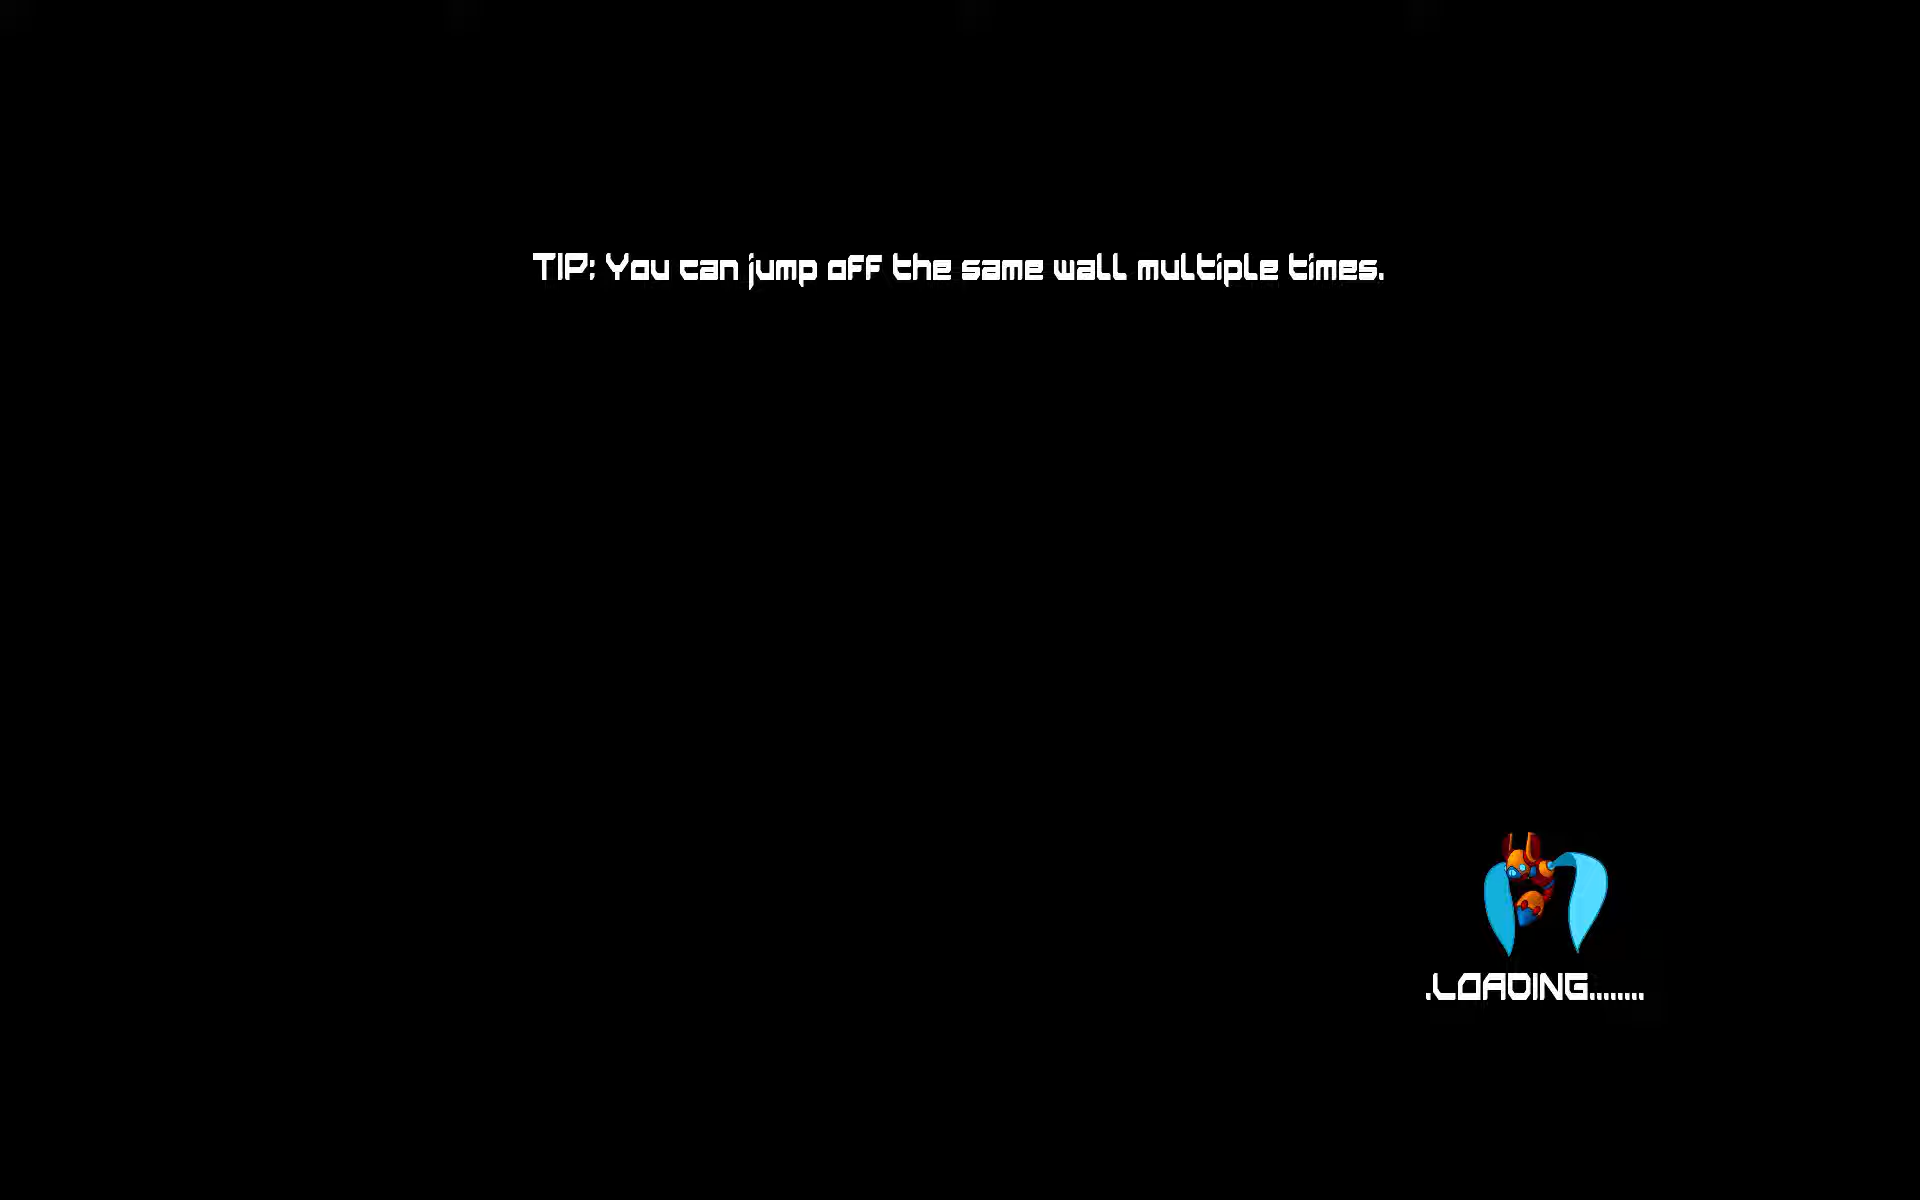 TIP: You can jump off the same wall multiple times.
.LOADING........